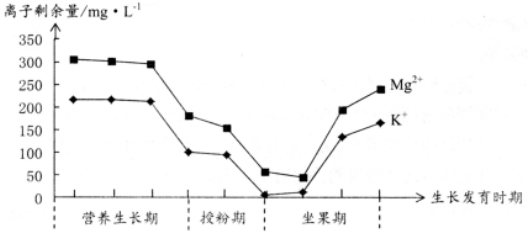 离子剩余量/mg·L⁻¹
350
300
250
200
150
100
50
0
Mg²⁺
K⁺
生长发育时期
营养生长期
授粉期
坐果期